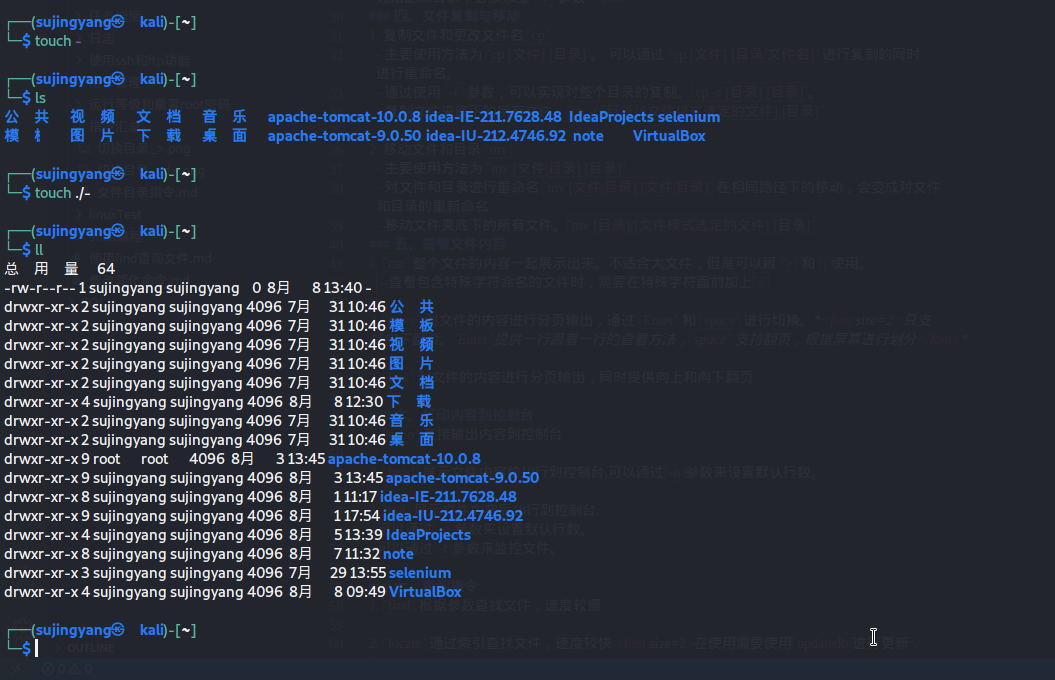 ┌──(sujingyang㉿ kali)-[~]
└─$ touch -
┌──(sujingyang㉿ kali)-[~]
└─$ ls
公 共 视 频 文 档 音 乐 apache-tomcat-10.0.8 idea-IE-211.7628.48 IdeaProjects selenium
模 图 片 下 载 桌 面 apache-tomcat-9.0.50 idea-IU-212.4746.92 note VirtualBox
┌──(sujingyang㉿ kali)-[~]
└─$ touch ./-
┌──(sujingyang㉿ kali)-[~]
└─$ ll
总 用 量 64
-rw-r--r-- 1 sujingyang sujingyang 0 8月 8 13:40 -
drwxr-xr-x 2 sujingyang sujingyang 4096 7月 31 10:46 公 共
drwxr-xr-x 2 sujingyang sujingyang 4096 7月 31 10:46 模 板
drwxr-xr-x 2 sujingyang sujingyang 4096 7月 31 10:46 视 频
drwxr-xr-x 2 sujingyang sujingyang 4096 7月 31 10:46 图 片
drwxr-xr-x 2 sujingyang sujingyang 4096 7月 31 10:46 文 档
drwxr-xr-x 4 sujingyang sujingyang 4096 8月 8 12:30 下 载
drwxr-xr-x 2 sujingyang sujingyang 4096 7月 31 10:46 音 乐
drwxr-xr-x 2 sujingyang sujingyang 4096 7月 31 10:46 桌 面
drwxr-xr-x 9 root root 4096 8月 3 13:45 apache-tomcat-10.0.8
drwxr-xr-x 9 sujingyang sujingyang 4096 8月 3 13:45 apache-tomcat-9.0.50
drwxr-xr-x 8 sujingyang sujingyang 4096 8月 1 11:17 idea-IE-211.7628.48
drwxr-xr-x 9 sujingyang sujingyang 4096 8月 1 17:54 idea-IU-212.4746.92
drwxr-xr-x 4 sujingyang sujingyang 4096 8月 5 13:39 IdeaProjects
drwxr-xr-x 8 sujingyang sujingyang 4096 8月 7 11:32 note
drwxr-xr-x 3 sujingyang sujingyang 4096 7月 29 13:55 selenium
drwxr-xr-x 4 sujingyang sujingyang 4096 8月 8 09:49 VirtualBox
┌──(sujingyang㉿ kali)-[~]
└─$